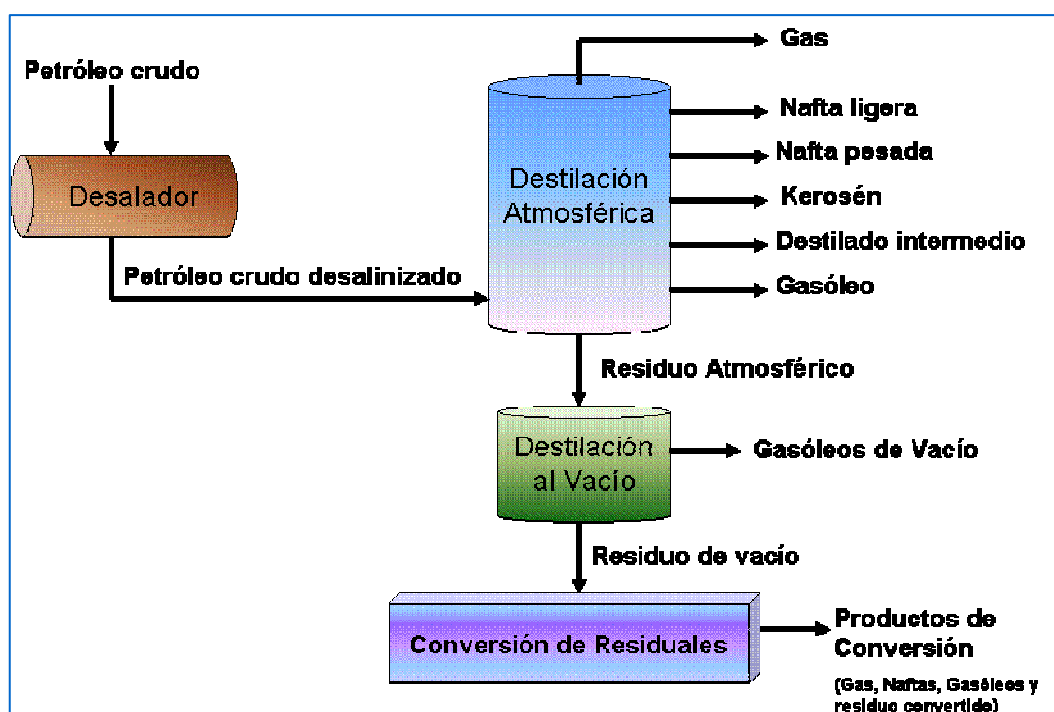 Gas
Petróleo crudo
Nafta ligera
Nafta pesada
Desalador
Destilación
Atmosférica
Kerosén
Destilado intermedio
Petróleo crudo desalinizado
Gasóleo
Residuo Atmosférico
Destilación
al Vacío
Gasóleos de Vacío
Residuo de vacío
Conversión de Residuales
Productos de
Conversión
(Gas, Naftas, Gasóleos y
residuo convertido)